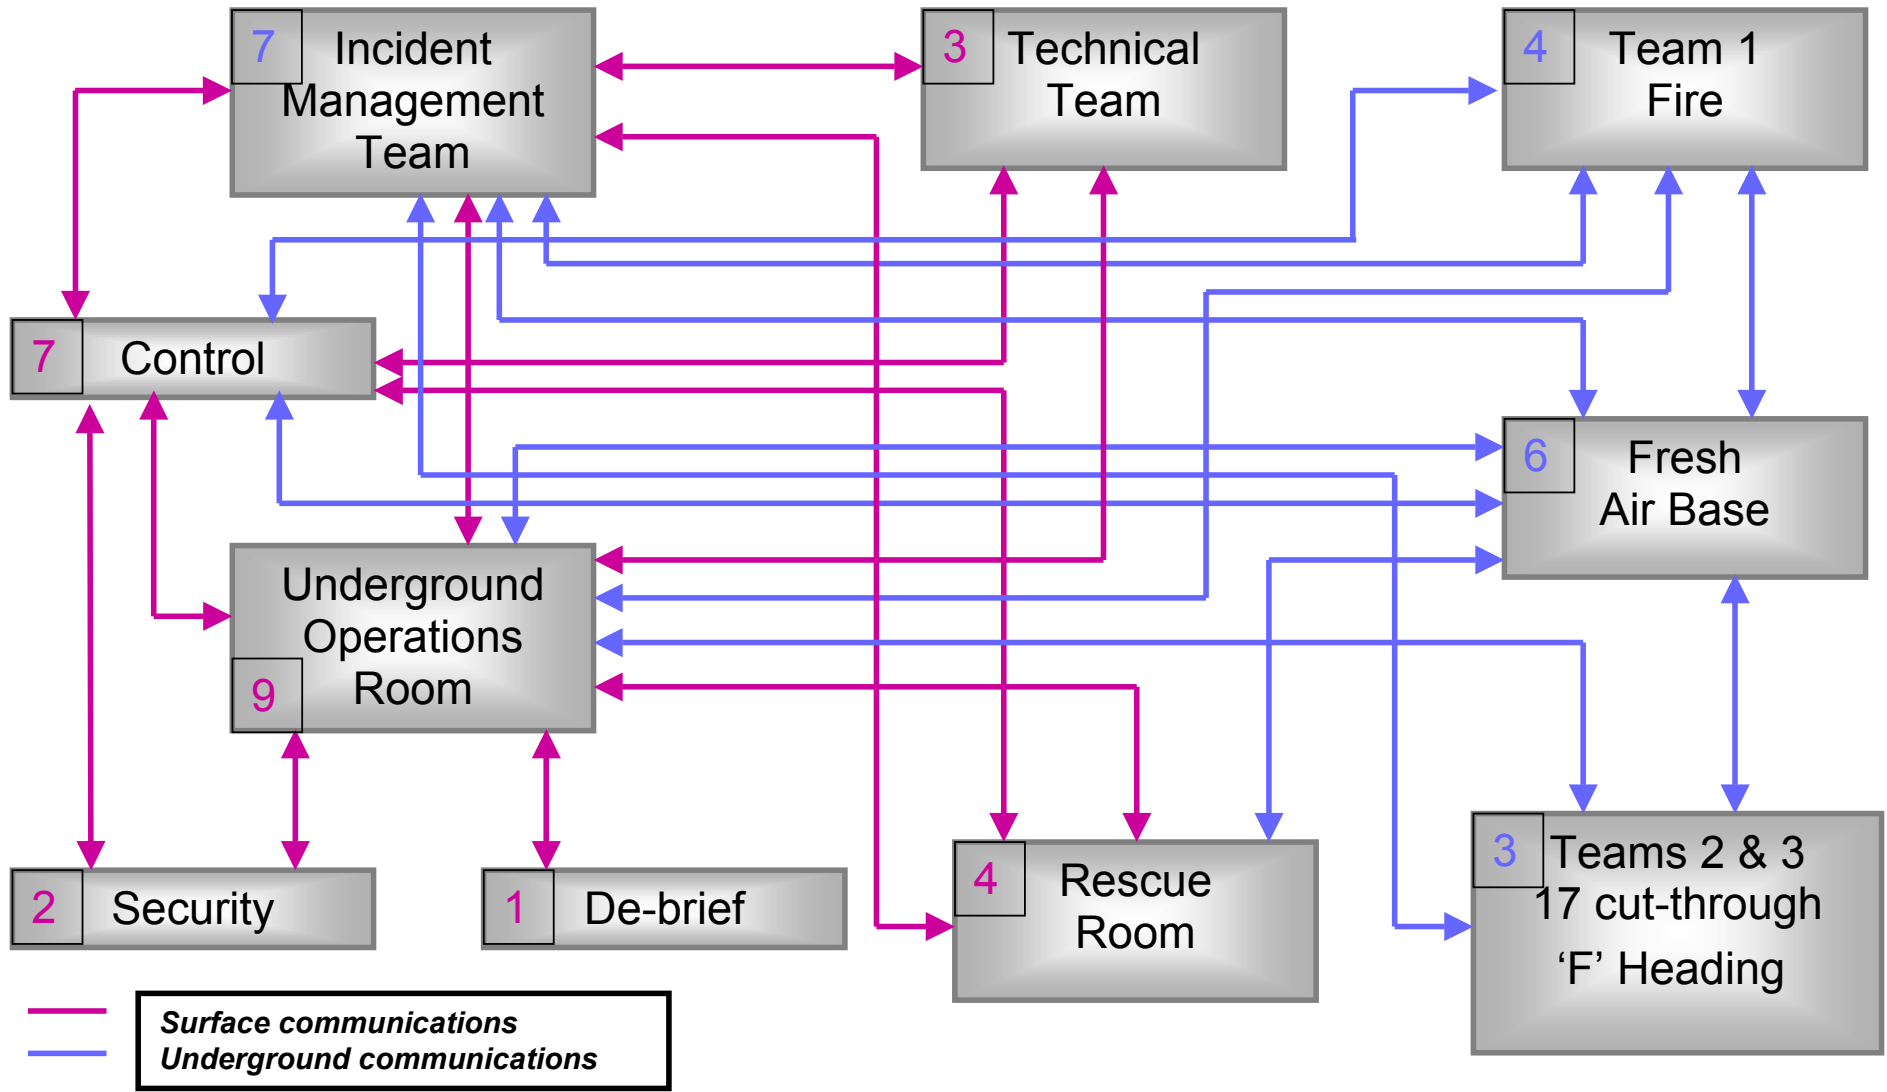 7
Incident
Management
Team
3
Technical
Team
4
Team 1
Fire
7
Control
6
Fresh
Air Base
Underground
Operations
Room
9
2
Security
1
De-brief
4
Rescue
Room
3
Teams 2 & 3
17 cut-through
‘F’ Heading
Surface communications
Underground communications